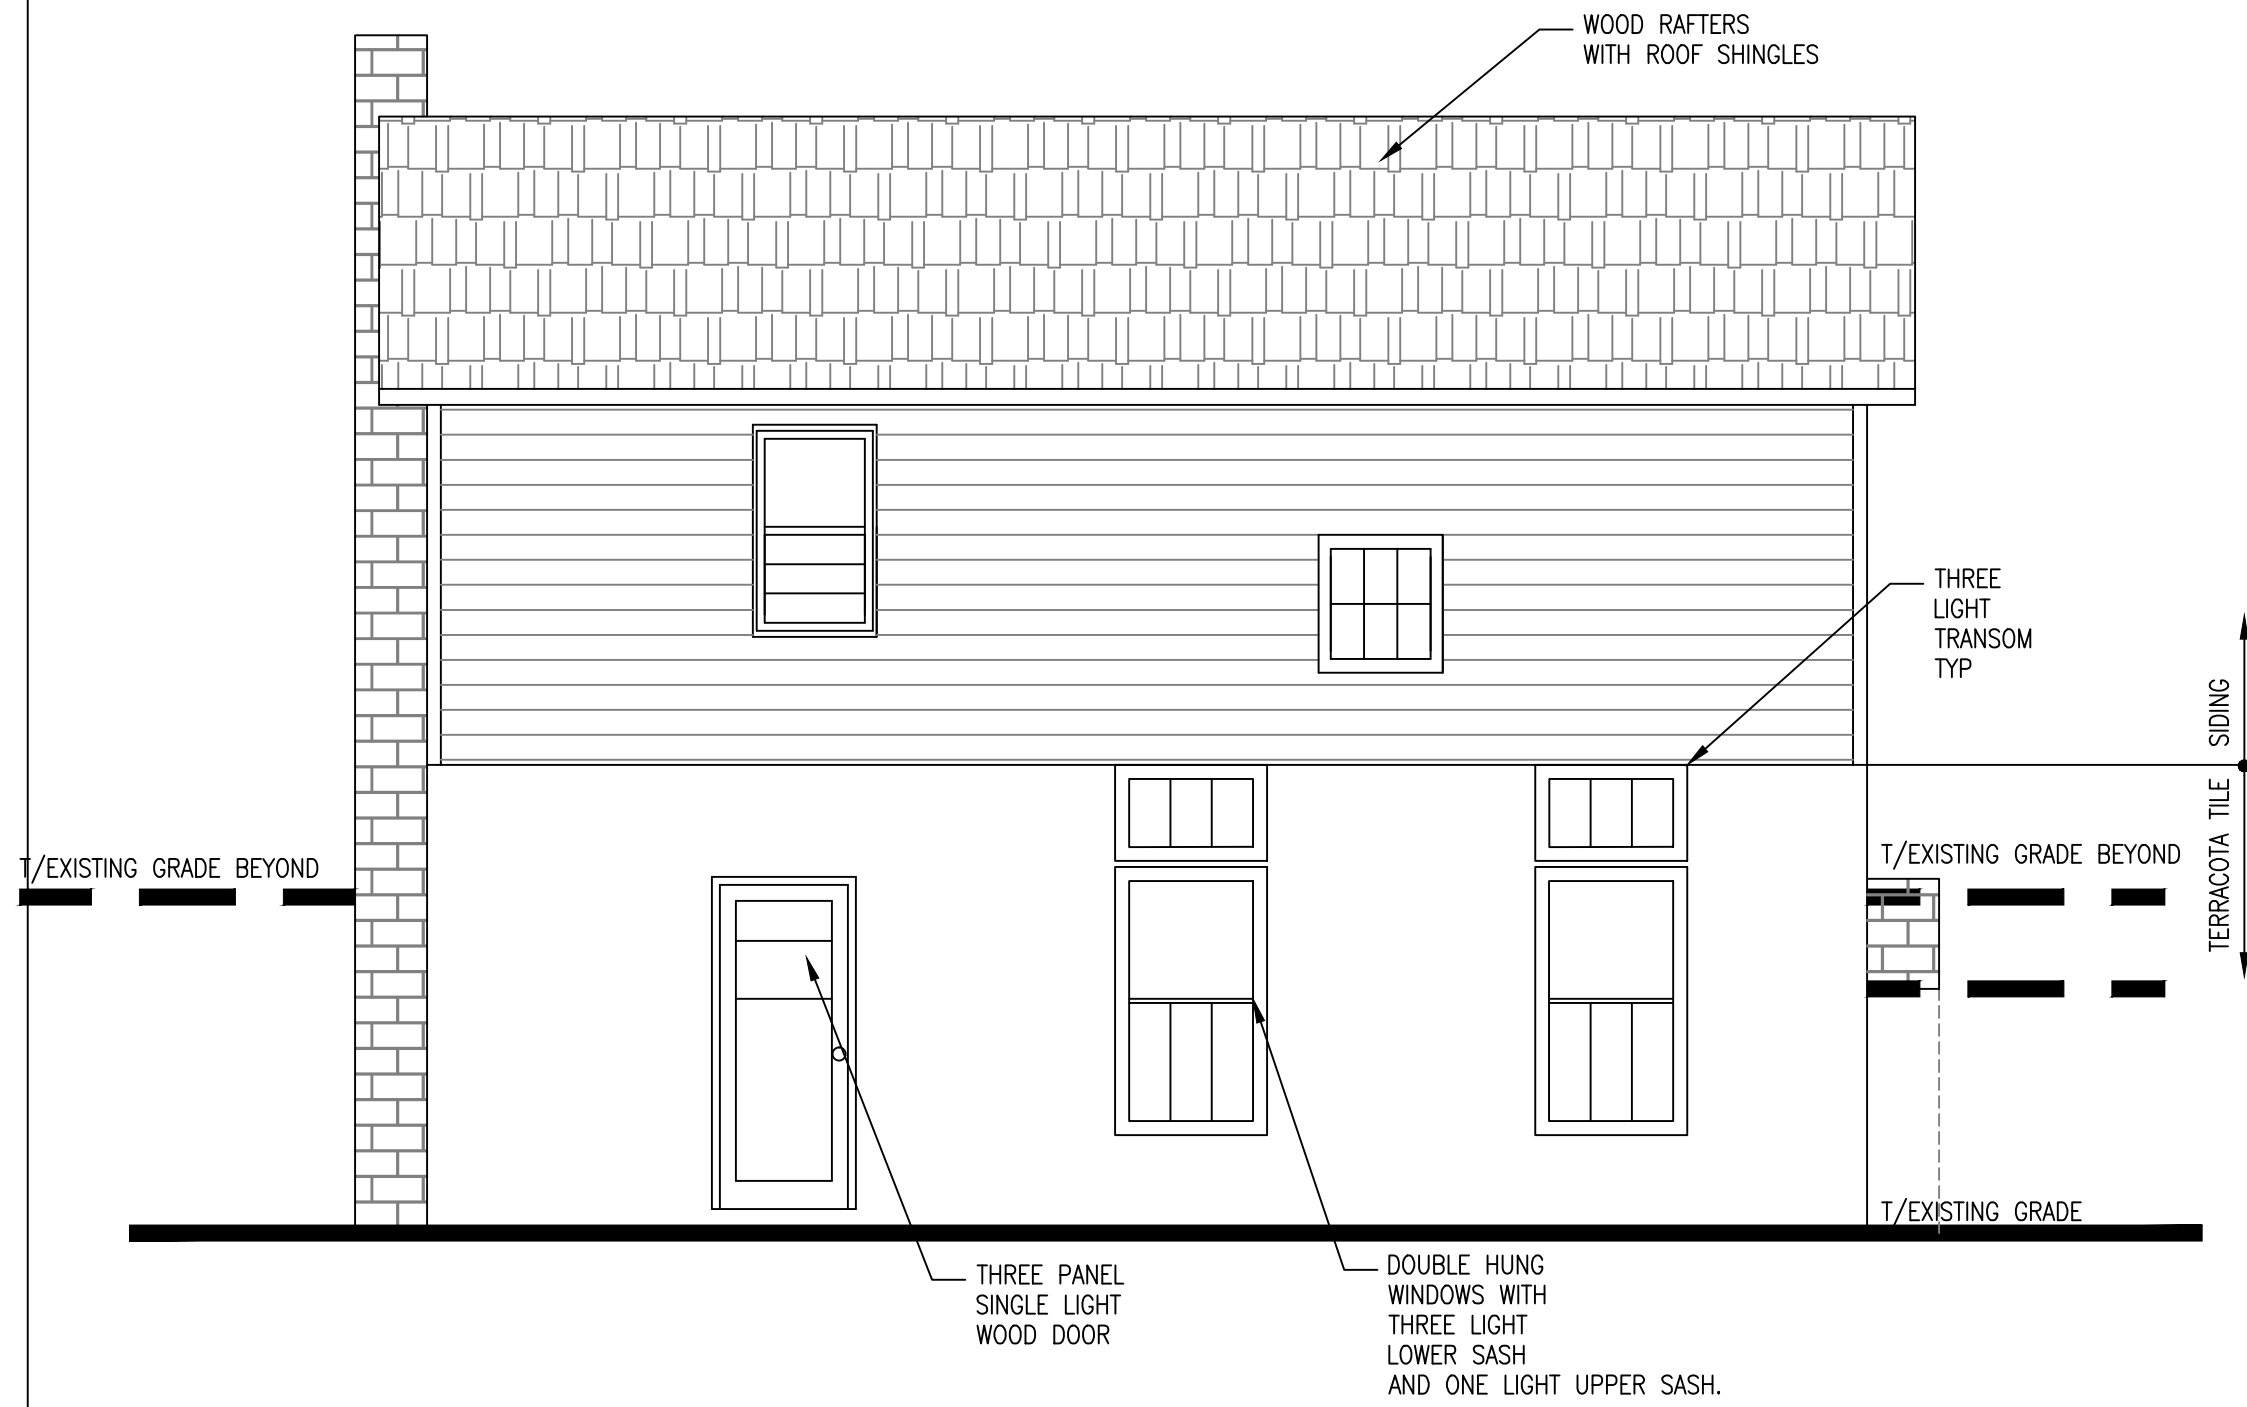 WOOD RAFTERS
WITH ROOF SHINGLES
THREE
LIGHT
TRANSOM
TYP
SIDING
TERRACOTA TILE
T/EXISTING GRADE BEYOND
T/EXISTING GRADE BEYOND
T/EXISTING GRADE
THREE PANEL
SINGLE LIGHT
WOOD DOOR
DOUBLE HUNG
WINDOWS WITH
THREE LIGHT
LOWER SASH
AND ONE LIGHT UPPER SASH.